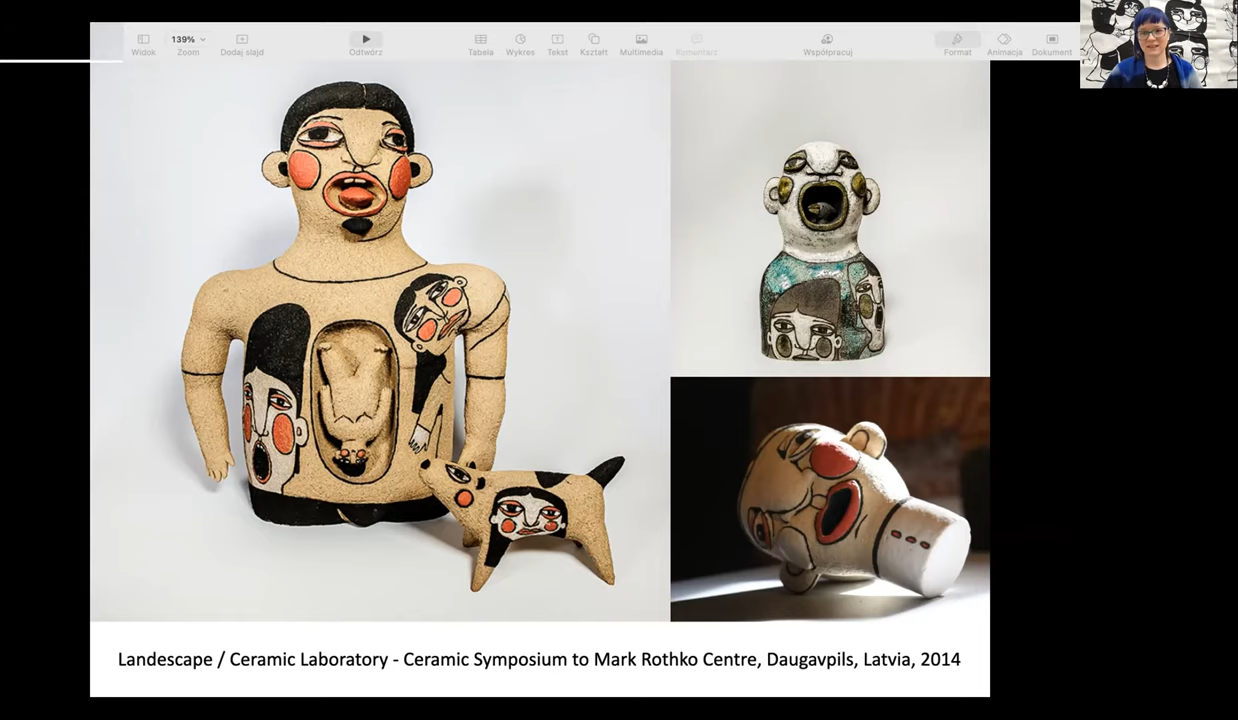 139%
Widok
Zoom
Dodaj slajd
Odtwórz
Tabela
Wykres
Tekst
Kształt
Multimedia
Komentarz
Współpracuj
Format
Animacja
Dokument
Landescape / Ceramic Laboratory - Ceramic Symposium to Mark Rothko Centre, Daugavpils, Latvia, 2014